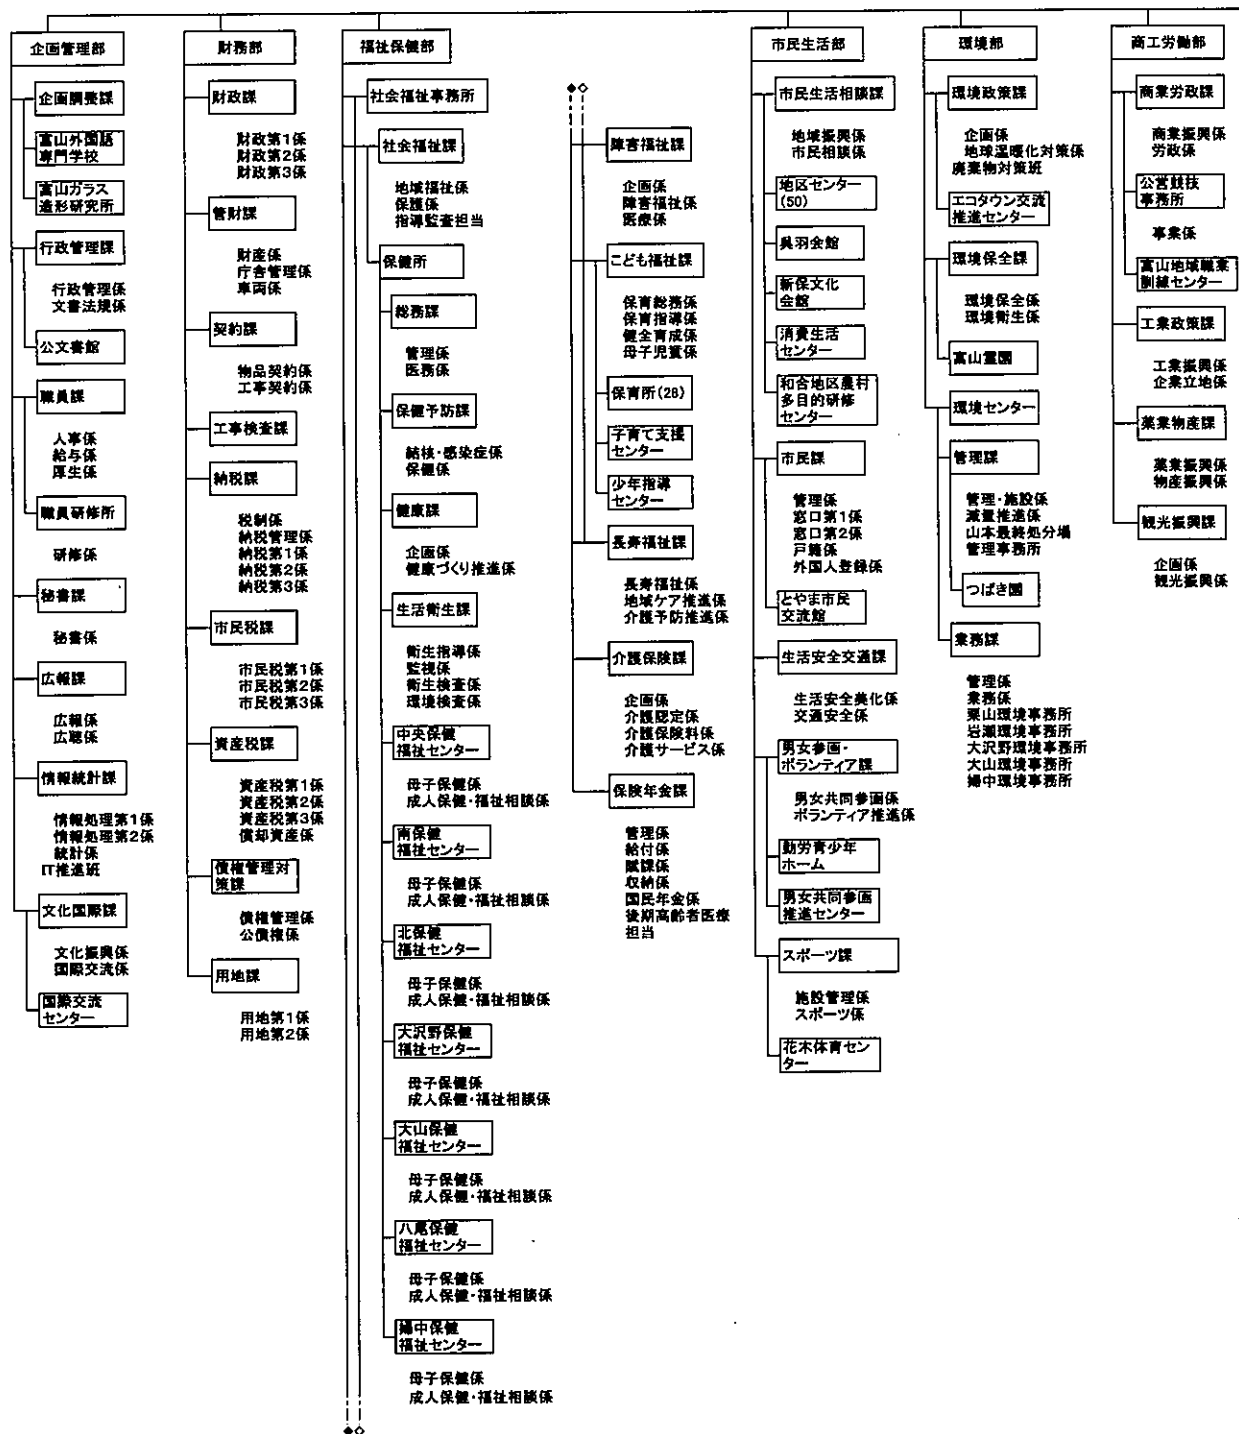 企画管理部
企画調整課
富山外国語
専門学校
富山ガラス
造形研究所
行政管理課
行政管理係
文書法規係
公文書館
職員課
人事係
給与係
厚生係
職員研修所
研修係
秘書課
秘書係
広報課
広報係
広聴係
情報統計課
情報処理第1係
情報処理第2係
統計係
IT推進班
文化国際課
文化振興係
国際交流係
国際交流
センター
財務部
財政課
財政第1係
財政第2係
財政第3係
管財課
財産係
庁舎管理係
車両係
契約課
物品契約係
工事契約係
工事検査課
納税課
税制係
納税管理係
納税第1係
納税第2係
納税第3係
市民税課
市民税第1係
市民税第2係
市民税第3係
資産税課
資産税第1係
資産税第2係
資産税第3係
償却資産係
債権管理対
策課
債権管理係
公債権係
用地課
用地第1係
用地第2係
福祉保健部
社会福祉事務所
社会福祉課
地域福祉係
保護係
指導監査担当
保健所
総務課
管理係
医務係
保健予防課
結核・感染症係
保健係
健康課
企画係
健康づくり推進係
生活衛生課
衛生指導係
監視係
衛生検査係
環境検査係
中央保健
福祉センター
母子保健係
成人保健・福祉相談係
南保健
福祉センター
母子保健係
成人保健・福祉相談係
北保健
福祉センター
母子保健係
成人保健・福祉相談係
大沢野保健
福祉センター
母子保健係
成人保健・福祉相談係
大山保健
福祉センター
母子保健係
成人保健・福祉相談係
八尾保健
福祉センター
母子保健係
成人保健・福祉相談係
婦中保健
福祉センター
母子保健係
成人保健・福祉相談係
障害福祉課
企画係
障害福祉係
医療係
こども福祉課
保育総務係
保育指導係
健全育成係
母子児童係
保育所(28)
子育て支援
センター
少年指導
センター
長寿福祉課
長寿福祉係
地域ケア推進係
介護予防推進係
介護保険課
企画係
介護認定係
介護保険料係
介護サービス係
保険年金課
管理係
給付係
賦課係
収納係
国民年金係
後期高齢者医療
担当
市民生活部
市民生活相談課
地域振興係
市民相談係
地区センター
(50)
呉羽会館
新保文化
会館
消費生活
センター
和合地区農村
多目的研修
センター
市民課
管理係
窓口第1係
窓口第2係
戸籍係
外国人登録係
とやま市民
交流館
生活安全交通課
生活安全美化係
交通安全係
男女参画・
ボランティア課
男女共同参画係
ボランティア推進係
勤労青少年
ホーム
男女共同参画
推進センター
スポーツ課
施設管理係
スポーツ係
花木体育セン
ター
環境部
環境政策課
企画係
地球温暖化対策係
廃棄物対策班
エコタウン交流
推進センター
環境保全課
環境保全係
環境衛生係
富山霊園
環境センター
管理課
管理・施設係
減量推進係
山本最終処分場
管理事務所
つばき園
業務課
管理係
業務係
栗山環境事務所
岩瀬環境事務所
大沢野環境事務所
大山環境事務所
婦中環境事務所
商工労働部
商業労政課
商業振興係
労政係
公営競技
事務所
事業係
富山地域職業
訓練センター
工業政策課
工業振興係
企業立地係
薬業物産課
薬業振興係
物産振興係
観光振興課
企画係
観光振興係